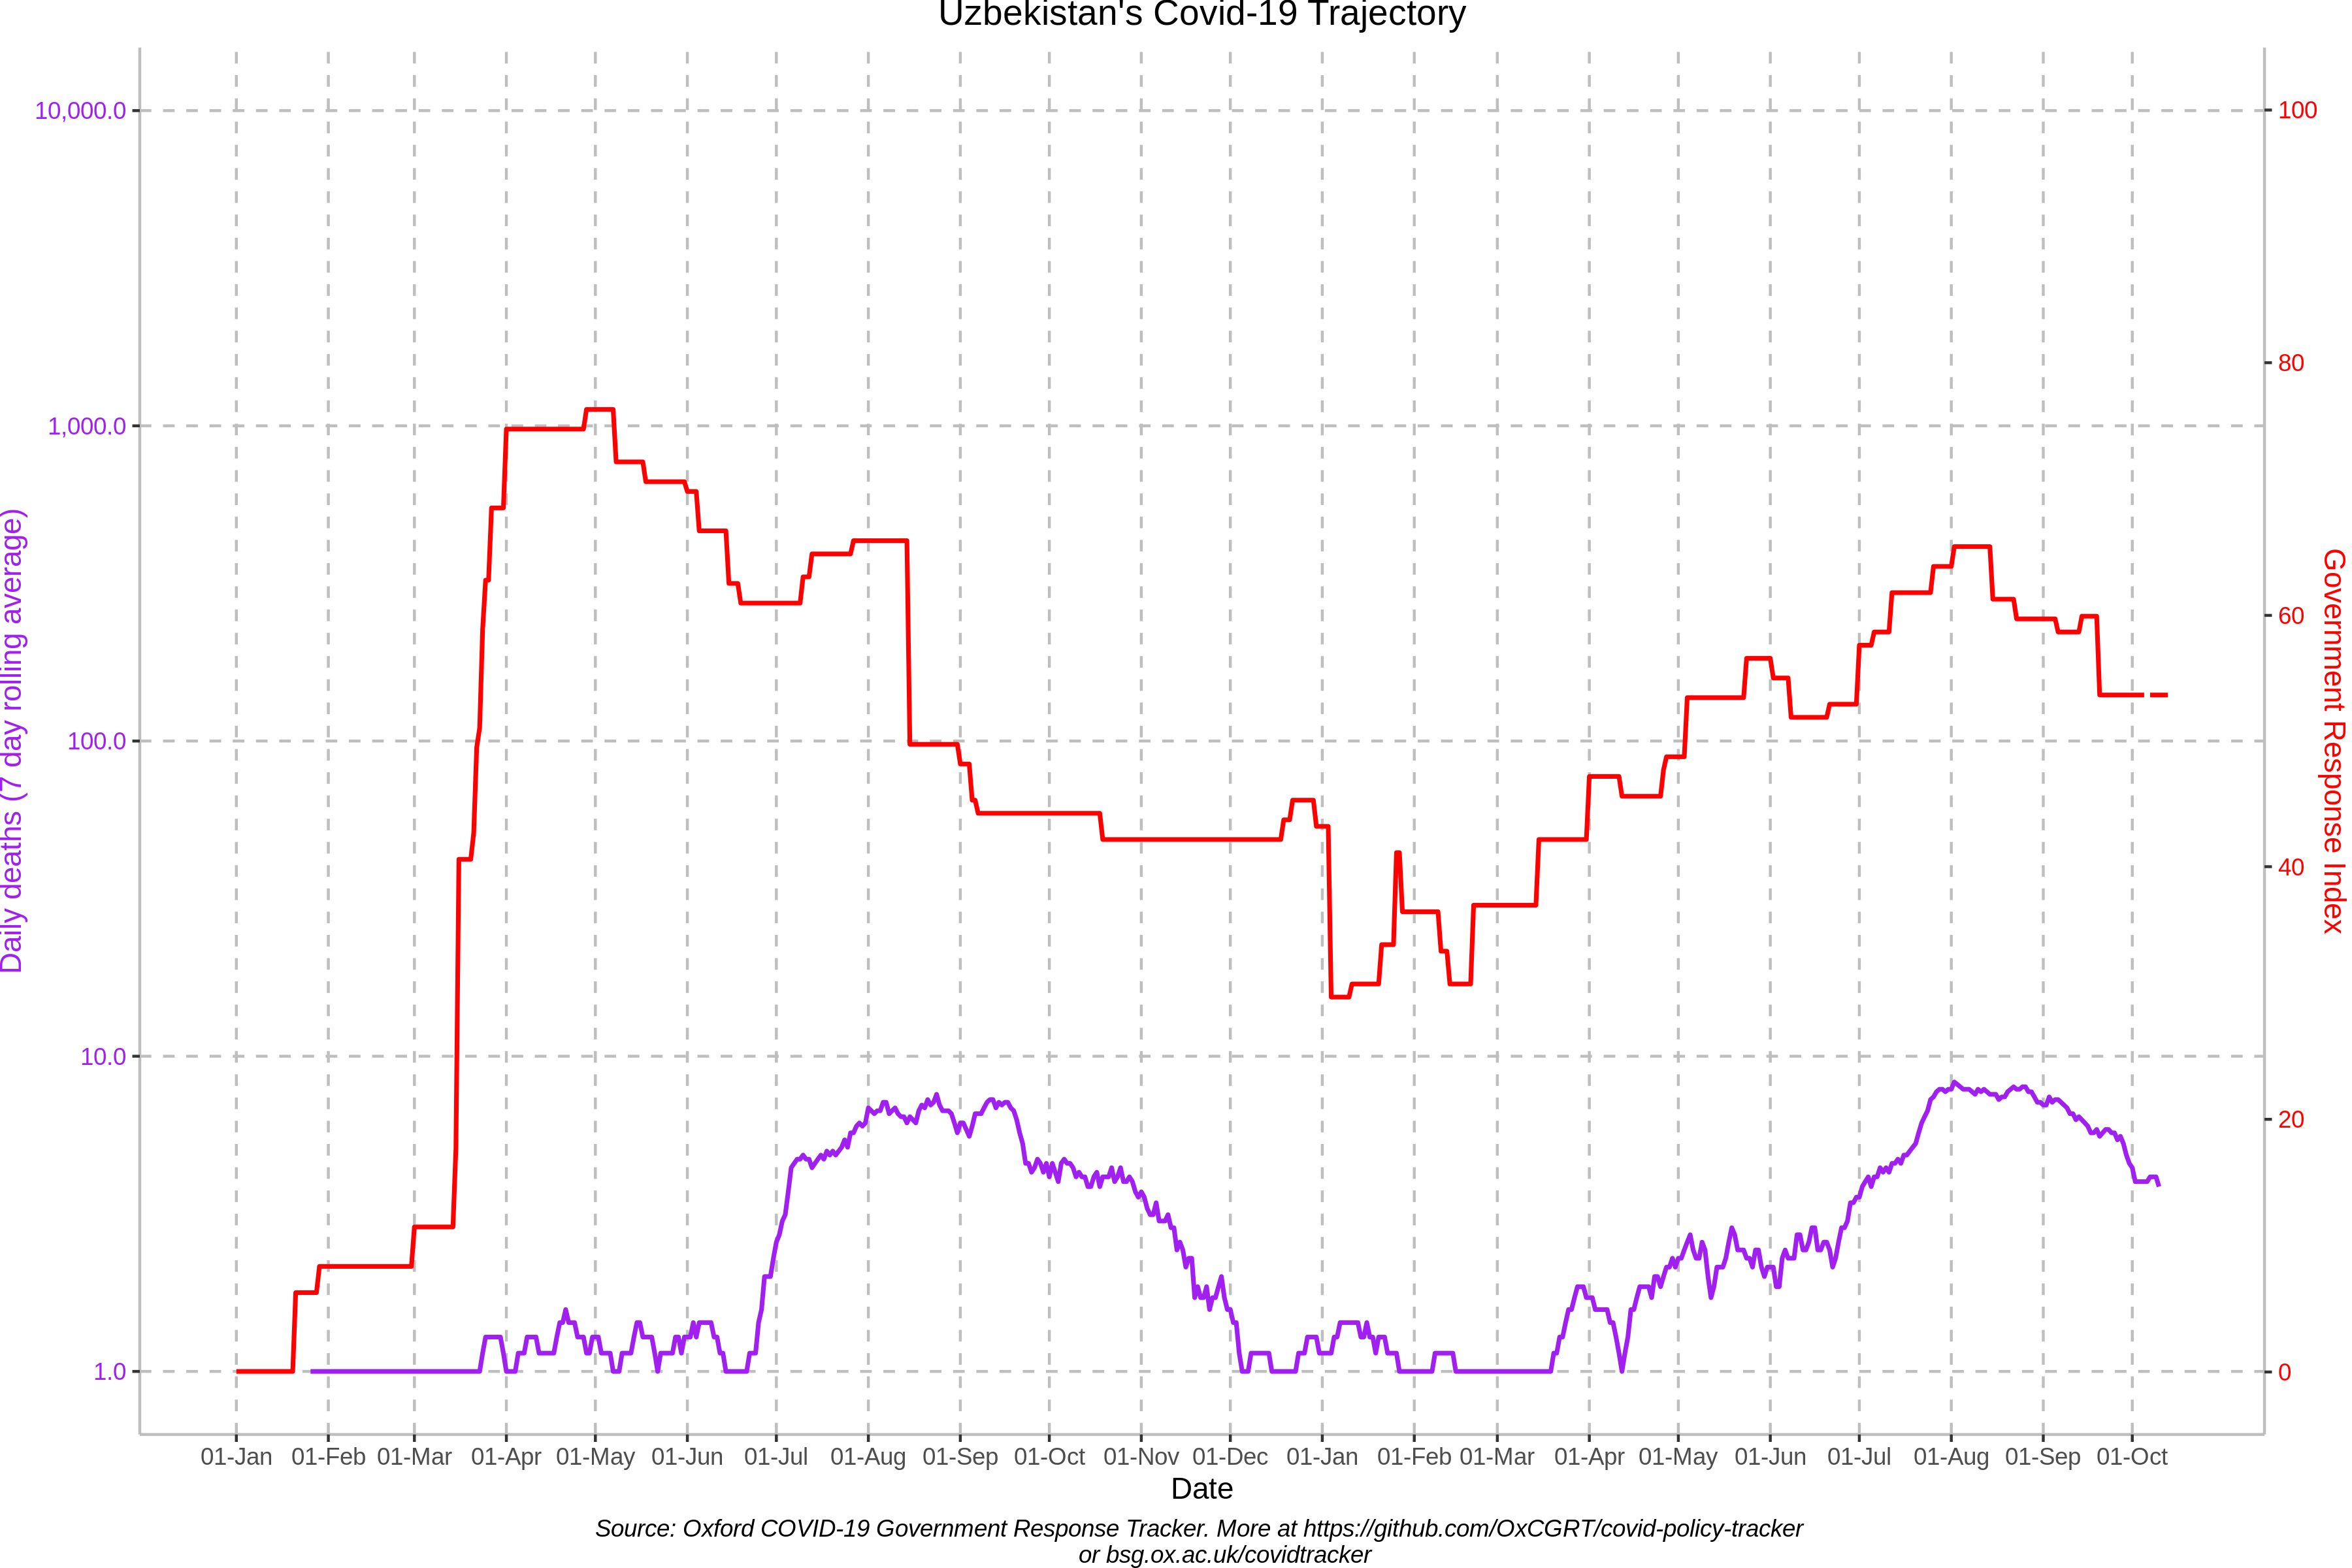 Uzbekistan's Covid-19 Trajectory
10,000.0
1,000.0
100.0
10.0
1.0
Daily deaths (7 day rolling average)
100
80
60
40
20
0
Government Response Index
01-Jan 01-Feb 01-Mar 01-Apr 01-May 01-Jun 01-Jul 01-Aug 01-Sep 01-Oct 01-Nov 01-Dec 01-Jan 01-Feb 01-Mar 01-Apr 01-May 01-Jun 01-Jul 01-Aug 01-Sep 01-Oct
Date
Source: Oxford COVID-19 Government Response Tracker. More at https://github.com/OxCGRT/covid-policy-tracker
or bsg.ox.ac.uk/covidtracker